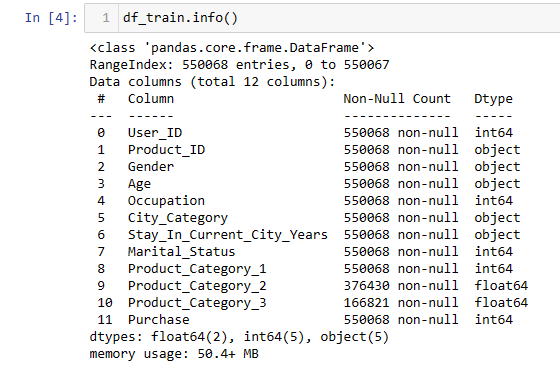 In [4]: 1 df_train.info()
<class 'pandas.core.frame.DataFrame'>
RangeIndex: 550068 entries, 0 to 550067
Data columns (total 12 columns):
 #   Column                      Non-Null Count   Dtype
---  ------                      --------------   -----
 0   User_ID                     550068 non-null  int64
 1   Product_ID                  550068 non-null  object
 2   Gender                      550068 non-null  object
 3   Age                         550068 non-null  object
 4   Occupation                  550068 non-null  int64
 5   City_Category               550068 non-null  object
 6   Stay_In_Current_City_Years  550068 non-null  object
 7   Marital_Status              550068 non-null  int64
 8   Product_Category_1          550068 non-null  int64
 9   Product_Category_2          376430 non-null  float64
 10  Product_Category_3          166821 non-null  float64
 11  Purchase                    550068 non-null  int64
dtypes: float64(2), int64(5), object(5)
memory usage: 50.4+ MB